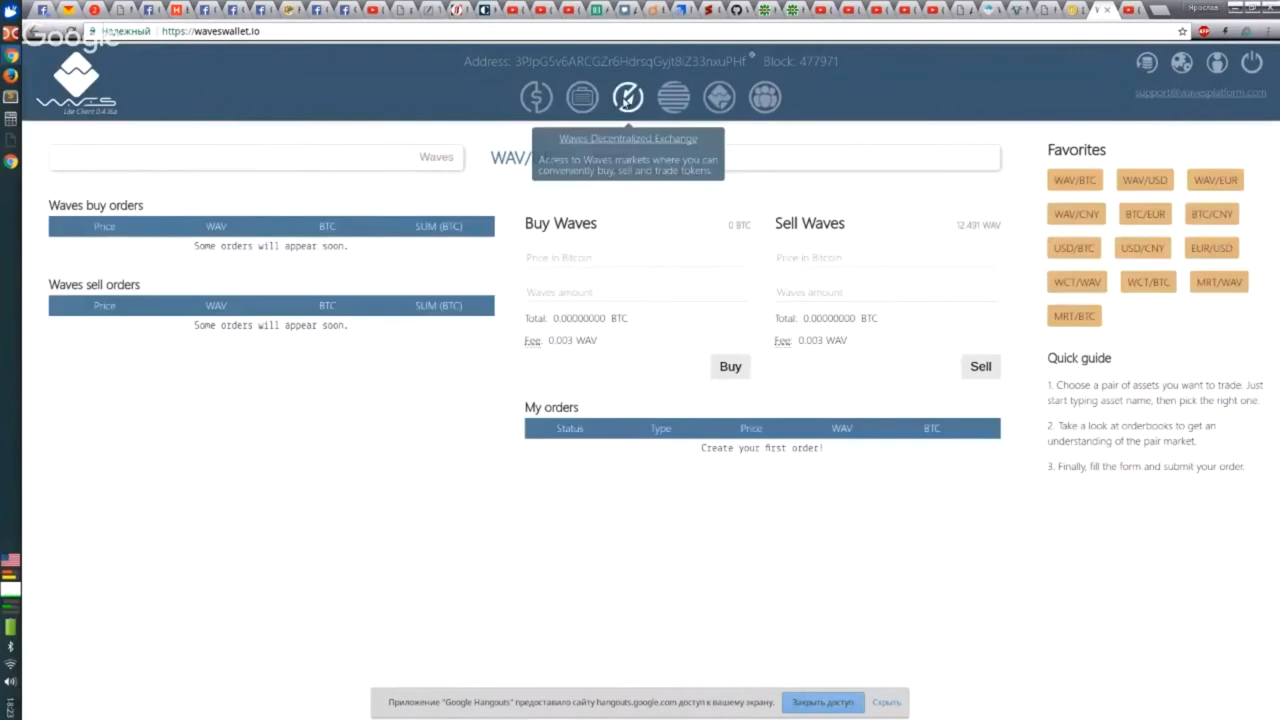 Ярослав
Google
Надежный | https://waveswallet.io
Block: 477971
WAVES
support@wavesplatform.com
Waves Decentralized Exchange
Access to Waves markets where you can
conveniently buy, sell and trade tokens.
Waves
WAV/
Favorites
WAV/BTC WAV/USD WAV/EUR
WAV/CNY BTC/EUR BTC/CNY
USD/BTC USD/CNY EUR/USD
WCT/WAV WCT/BTC MRT/WAV
MRT/BTC
Waves buy orders
Price WAV BTC SUM (BTC)
Some orders will appear soon.
Waves sell orders
Price WAV BTC SUM (BTC)
Some orders will appear soon.
Buy Waves 0 BTC
Price in Bitcoin
Waves amount
Total: 0.00000000 BTC
Fee: 0.003 WAV
Buy
Sell Waves 12.491 WAV
Price in Bitcoin
Waves amount
Total: 0.00000000 BTC
Fee: 0.003 WAV
Sell
My orders
Status Type Price WAV BTC
Create your first order!
Quick guide
1. Choose a pair of assets you want to trade. Just
start typing asset name, then pick the right one.
2. Take a look at orderbooks to get an
understanding of the pair market.
3. Finally, fill the form and submit your order.
Приложение "Google Hangouts" предоставило сайту hangouts.google.com доступ к вашему экрану.
Закрыть доступ
Скрыть
18:23